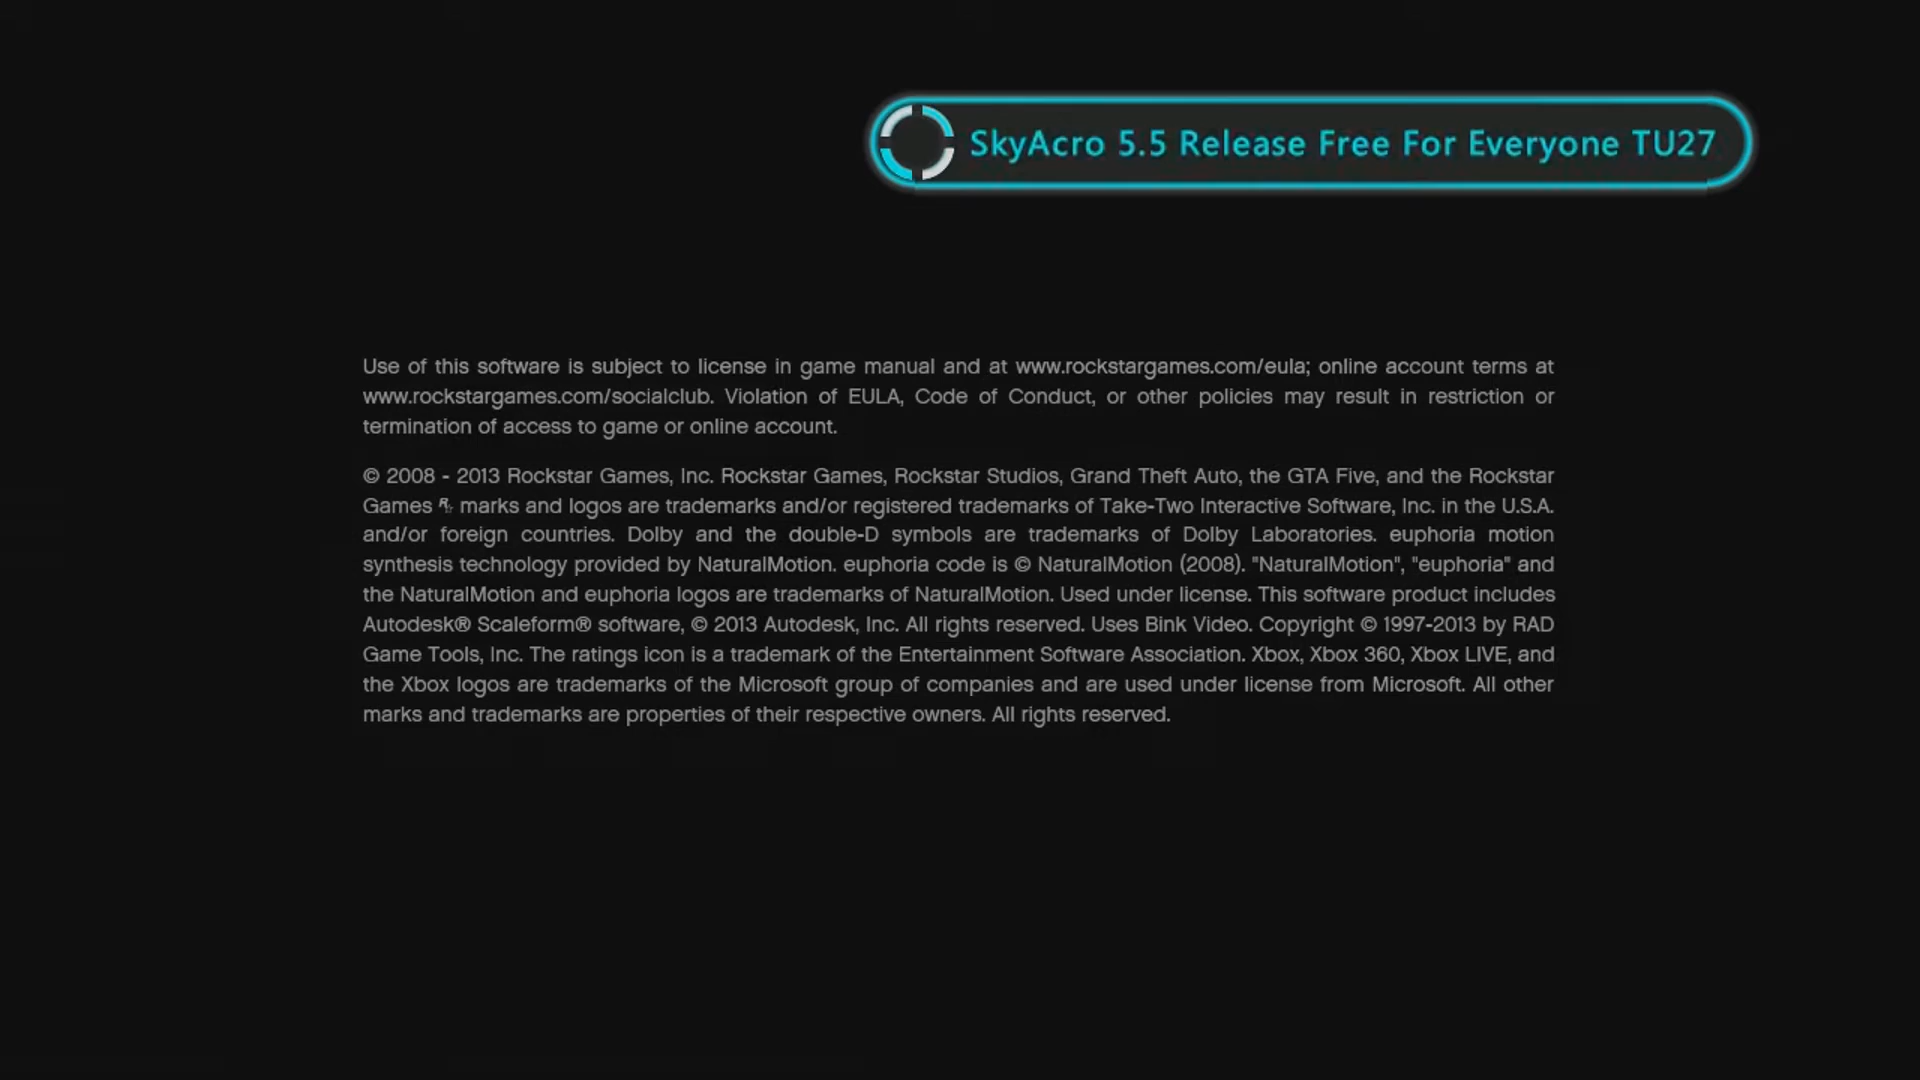 SkyAcro 5.5 Release Free For Everyone TU27
Use of this software is subject to license in game manual and at www.rockstargames.com/eula; online account terms at
www.rockstargames.com/socialclub. Violation of EULA, Code of Conduct, or other policies may result in restriction or
termination of access to game or online account.
© 2008 - 2013 Rockstar Games, Inc. Rockstar Games, Rockstar Studios, Grand Theft Auto, the GTA Five, and the Rockstar
Games R* marks and logos are trademarks and/or registered trademarks of Take-Two Interactive Software, Inc. in the U.S.A.
and/or foreign countries. Dolby and the double-D symbols are trademarks of Dolby Laboratories. euphoria motion
synthesis technology provided by NaturalMotion. euphoria code is © NaturalMotion (2008). "NaturalMotion", "euphoria" and
the NaturalMotion and euphoria logos are trademarks of NaturalMotion. Used under license. This software product includes
Autodesk® Scaleform® software, © 2013 Autodesk, Inc. All rights reserved. Uses Bink Video. Copyright © 1997-2013 by RAD
Game Tools, Inc. The ratings icon is a trademark of the Entertainment Software Association. Xbox, Xbox 360, Xbox LIVE, and
the Xbox logos are trademarks of the Microsoft group of companies and are used under license from Microsoft. All other
marks and trademarks are properties of their respective owners. All rights reserved.